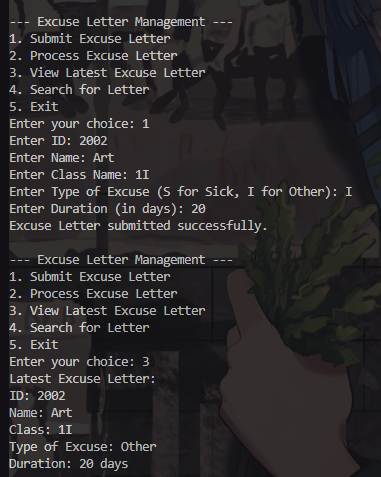 --- Excuse Letter Management ---
1. Submit Excuse Letter
2. Process Excuse Letter
3. View Latest Excuse Letter
4. Search for Letter
5. Exit
Enter your choice: 1
Enter ID: 2002
Enter Name: Art
Enter Class Name: 1I
Enter Type of Excuse (S for Sick, I for Other): I
Enter Duration (in days): 20
Excuse Letter submitted successfully.

--- Excuse Letter Management ---
1. Submit Excuse Letter
2. Process Excuse Letter
3. View Latest Excuse Letter
4. Search for Letter
5. Exit
Enter your choice: 3
Latest Excuse Letter:
ID: 2002
Name: Art
Class: 1I
Type of Excuse: Other
Duration: 20 days